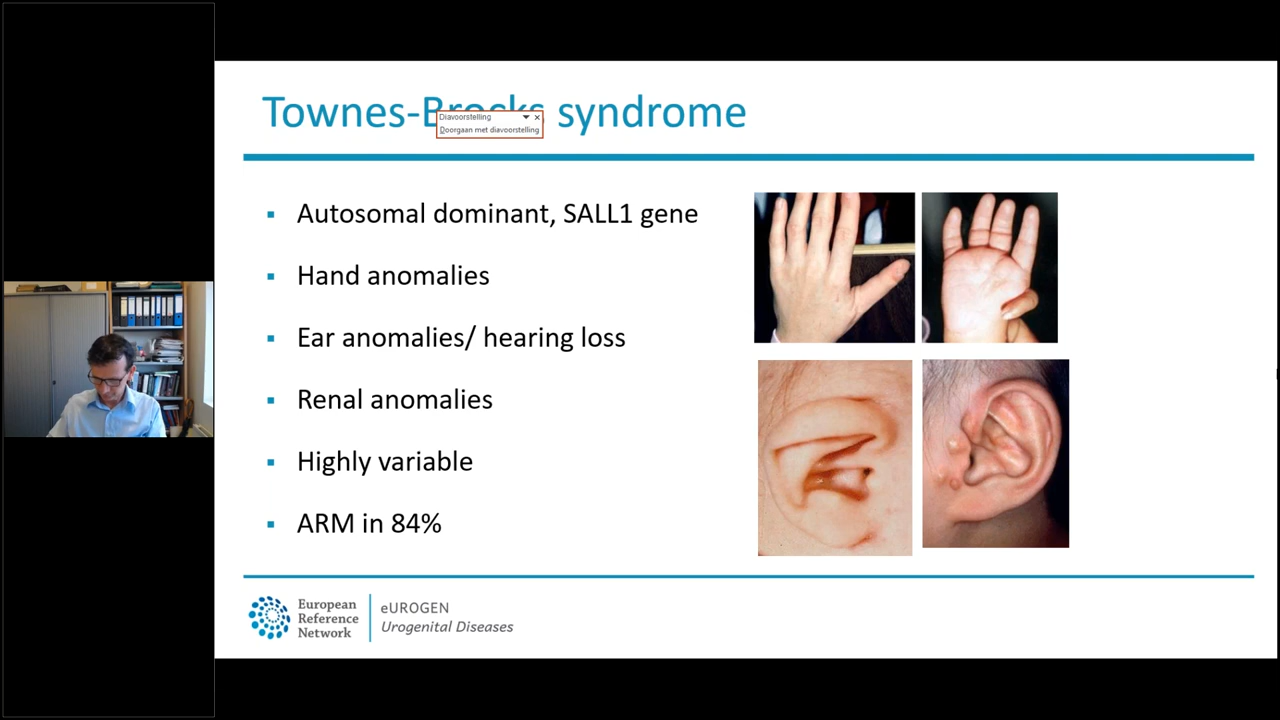 Townes-Brocks syndrome
Diavoorstelling
Doorgaan met diavoorstelling
▪ Autosomal dominant, SALL1 gene
▪ Hand anomalies
▪ Ear anomalies/ hearing loss
▪ Renal anomalies
▪ Highly variable
▪ ARM in 84%
European
Reference
Network
eUROGEN
Urogenital Diseases